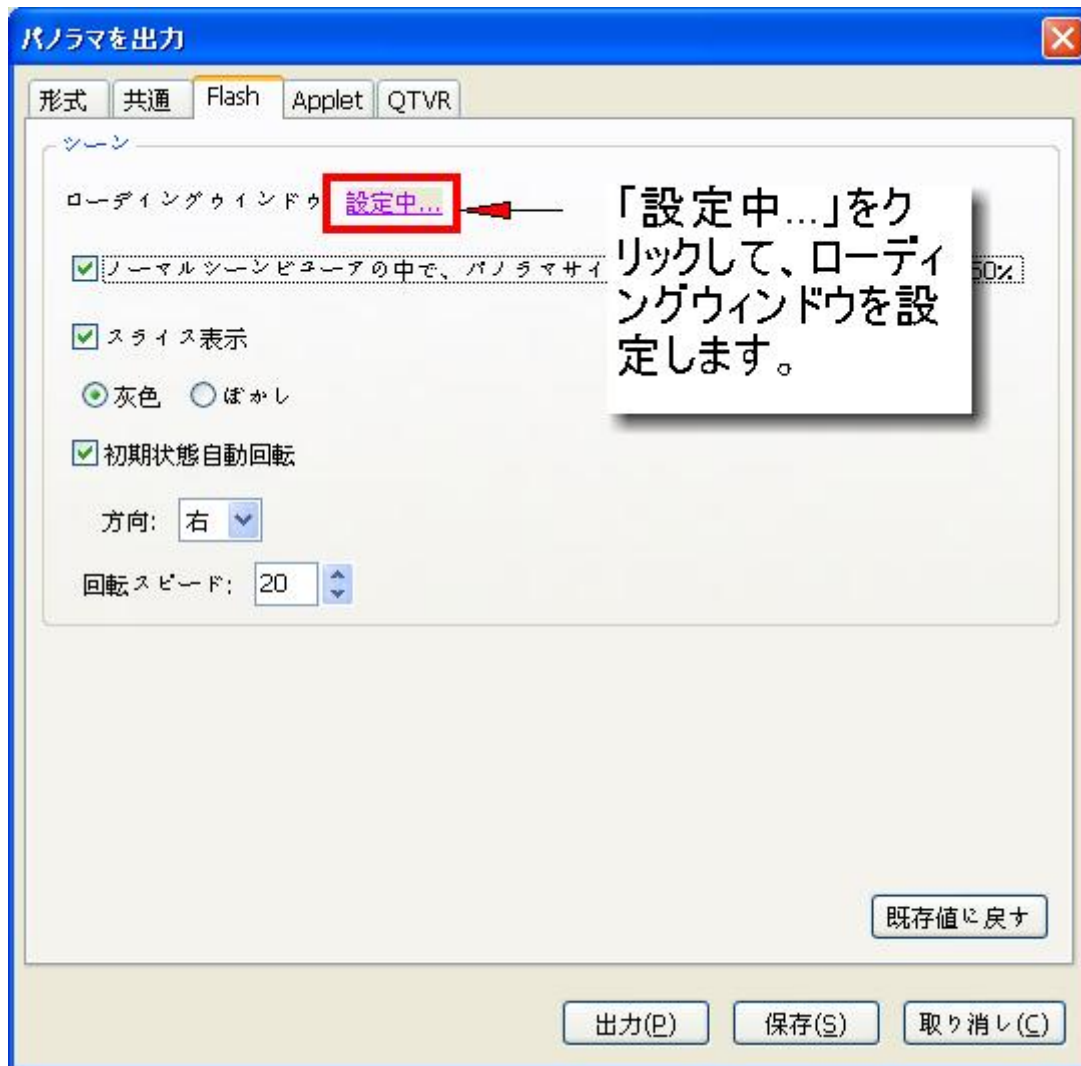 パノラマを出力
形式 共通 Flash Applet QTVR
シーン
ローディングウインドウ 設定中...
「設定中...」をク
リックして、ローディ
ングウィンドウを設
定します。
ノーマルシーンビューアの中で、パノラマサイ 50%
スライス表示
灰色 ぼかし
初期状態自動回転
方向: 右
回転スピード: 20
既存値に戻す
出力(P) 保存(S) 取り消し(C)